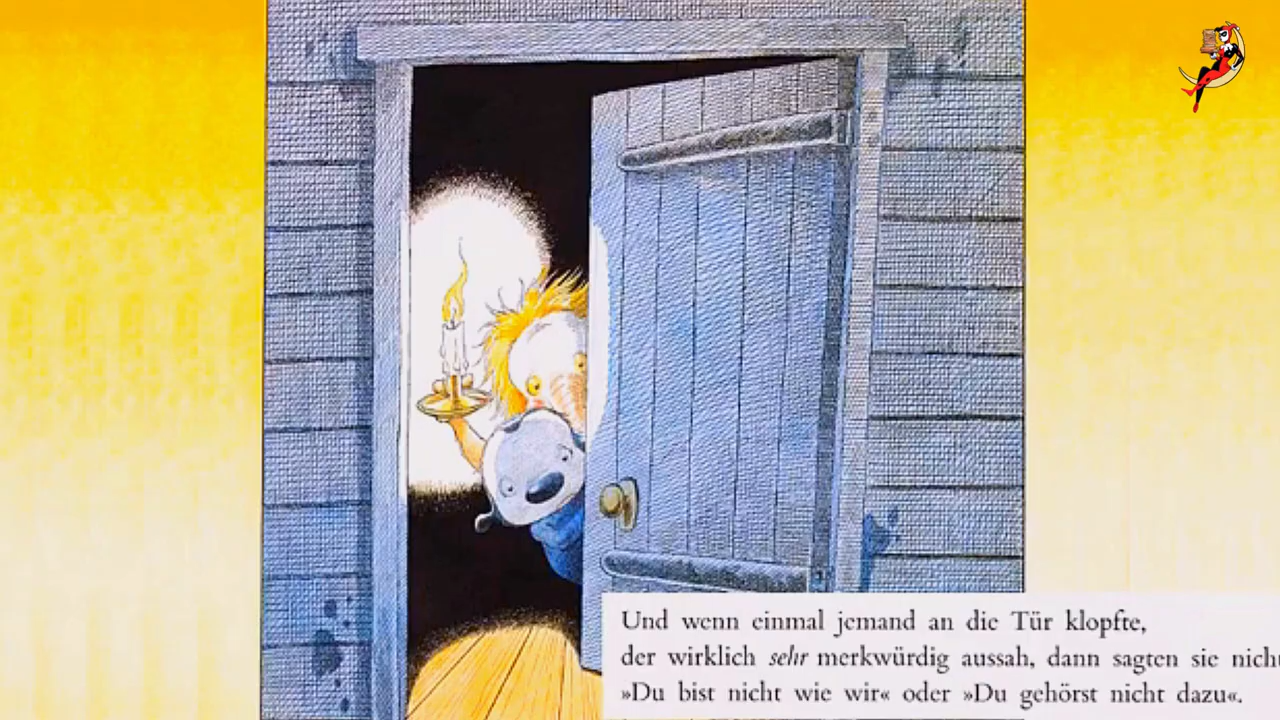 Und wenn einmal jemand an die Tür klopfte,
der wirklich sehr merkwürdig aussah, dann sagten sie nicht
»Du bist nicht wie wir« oder »Du gehörst nicht dazu«.